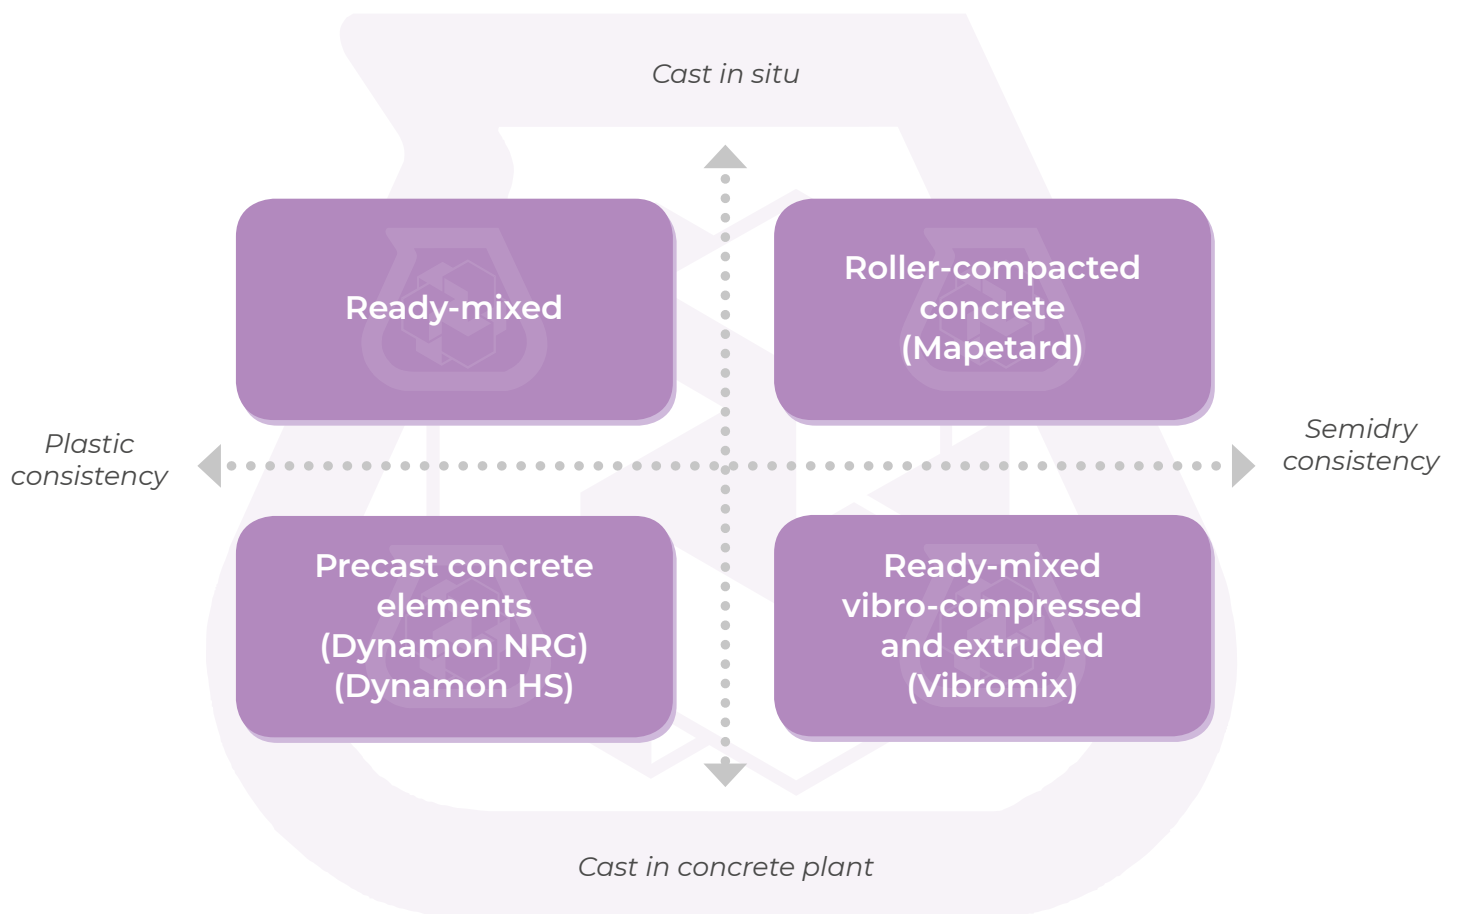 Cast in situ
Ready-mixed
Roller-compacted
concrete
(Mapetard)
Plastic
consistency
Semidry
consistency
Precast concrete
elements
(Dynamon NRG)
(Dynamon HS)
Ready-mixed
vibro-compressed
and extruded
(Vibromix)
Cast in concrete plant